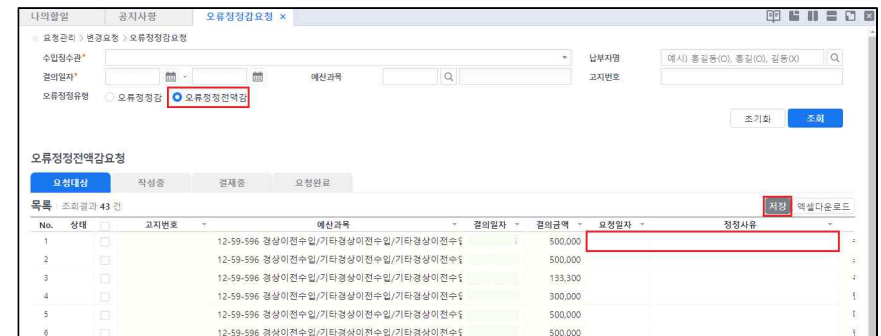 나의할일 공지사항 오류정정감요청 ×
요청관리 > 변경요청 > 오류정정감요청
수입징수관* 납부자명 예시) 홍길동(O), 홍길(O), 길동(X)
결의일자* - 예산과목 고지번호
오류정정유형 오류정정감 오류정정전액감
초기화 조회
오류정정전액감요청
요청대상 작성중 결재중 요청완료
목록 조회결과 43 건 저장 엑셀다운로드
No. 상태 고지번호 예산과목 결의일자 결의금액 요청일자 정정사유
1 12-59-596 경상이전수입/기타경상이전수입/기타경상이전수입 500,000
2 12-59-596 경상이전수입/기타경상이전수입/기타경상이전수입 500,000
3 12-59-596 경상이전수입/기타경상이전수입/기타경상이전수입 133,300
4 12-59-596 경상이전수입/기타경상이전수입/기타경상이전수입 300,000
5 12-59-596 경상이전수입/기타경상이전수입/기타경상이전수입 500,000
6 12-59-596 경상이전수입/기타경상이전수입/기타경상이전수입 500,000